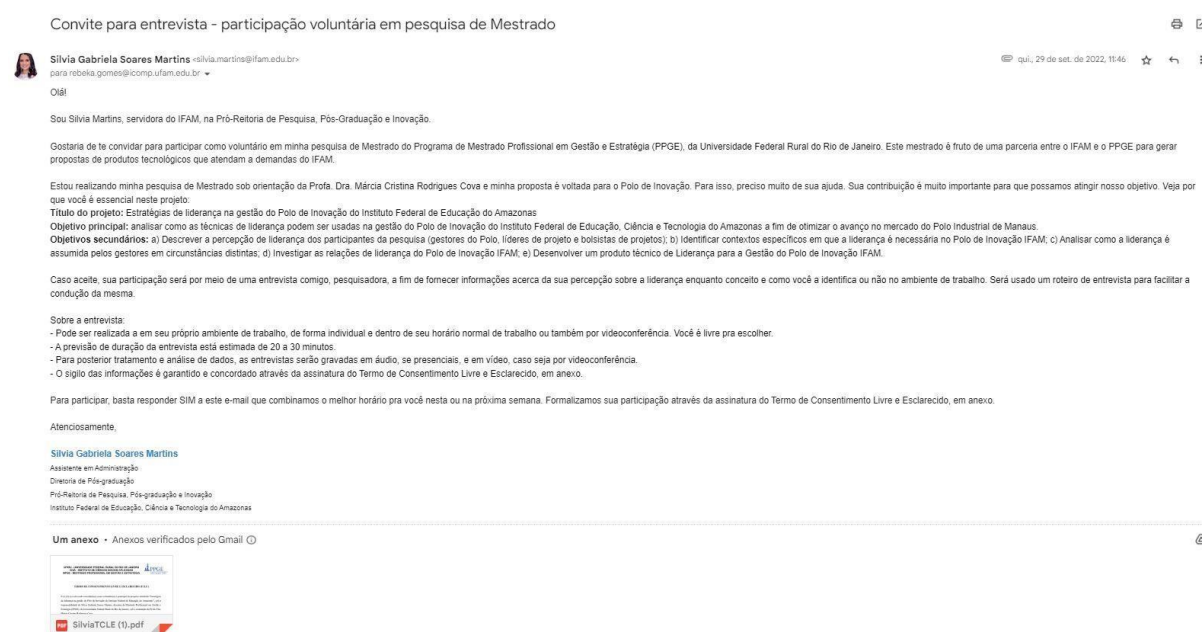 Convite para entrevista - participação voluntária em pesquisa de Mestrado
Silvia Gabriela Soares Martins <silvia.martins@ifam.edu.br>
qui., 29 de set. de 2022, 11:46
para rebeka.gomes@icomp.ufam.edu.br
Olá!
Sou Silvia Martins, servidora do IFAM, na Pró-Reitoria de Pesquisa, Pós-Graduação e Inovação.
Gostaria de te convidar para participar como voluntário em minha pesquisa de Mestrado do Programa de Mestrado Profissional em Gestão e Estratégia (PPGE), da Universidade Federal Rural do Rio de Janeiro. Este mestrado é fruto de uma parceria entre o IFAM e o PPGE para gerar
propostas de produtos tecnológicos que atendam a demandas do IFAM.
Estou realizando minha pesquisa de Mestrado sob orientação da Profa. Dra. Márcia Cristina Rodrigues Cova e minha proposta é voltada para o Polo de Inovação. Para isso, preciso muito de sua ajuda. Sua contribuição é muito importante para que possamos atingir nosso objetivo. Veja por
que você é essencial neste projeto:
Título do projeto: Estratégias de liderança na gestão do Polo de Inovação do Instituto Federal de Educação do Amazonas
Objetivo principal: analisar como as técnicas de liderança podem ser usadas na gestão do Polo de Inovação do Instituto Federal de Educação, Ciência e Tecnologia do Amazonas a fim de otimizar o avanço no mercado do Polo Industrial de Manaus.
Objetivos secundários: a) Descrever a percepção de liderança dos participantes da pesquisa (gestores do Polo, líderes de projeto e bolsistas de projetos); b) Identificar contextos específicos em que a liderança é necessária no Polo de Inovação IFAM; c) Analisar como a liderança é
assumida pelos gestores em circunstâncias distintas; d) Investigar as relações de liderança do Polo de Inovação IFAM; e) Desenvolver um produto técnico de Liderança para a Gestão do Polo de Inovação IFAM.
Caso aceite, sua participação será por meio de uma entrevista comigo, pesquisadora, a fim de fornecer informações acerca da sua percepção sobre a liderança enquanto conceito e como você a identifica ou não no ambiente de trabalho. Será usado um roteiro de entrevista para facilitar a
condução da mesma.
Sobre a entrevista:
- Pode ser realizada a em seu próprio ambiente de trabalho, de forma individual e dentro de seu horário normal de trabalho ou também por videoconferência. Você é livre pra escolher.
- A previsão de duração da entrevista está estimada de 20 a 30 minutos.
- Para posterior tratamento e análise de dados, as entrevistas serão gravadas em áudio, se presenciais, e em vídeo, caso seja por videoconferência.
- O sigilo das informações é garantido e concordado através da assinatura do Termo de Consentimento Livre e Esclarecido, em anexo.
Para participar, basta responder SIM a este e-mail que combinamos o melhor horário pra você nesta ou na próxima semana. Formalizamos sua participação através da assinatura do Termo de Consentimento Livre e Esclarecido, em anexo.
Atenciosamente,
Silvia Gabriela Soares Martins
Assistente em Administração
Diretoria de Pós-graduação
Pró-Reitoria de Pesquisa, Pós-graduação e Inovação
Instituto Federal de Educação, Ciência e Tecnologia do Amazonas
Um anexo • Anexos verificados pelo Gmail
PPGE
PDF SilviaTCLE (1).pdf